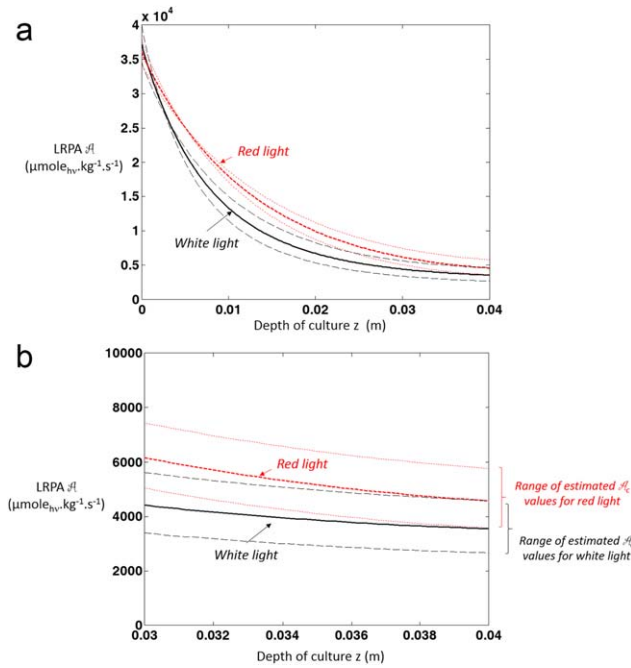 a
4 × 10⁴
3.5
3
2.5
2
1.5
1
0.5
0
0
0.01
0.02
0.03
0.04
LRPA 𝒜
(µmole_hν.kg⁻¹.s⁻¹)
Red light
White light
Depth of culture z (m)
b
10000
8000
6000
4000
2000
0
0.03
0.032
0.034
0.036
0.038
0.04
LRPA 𝒜
(µmole_hν.kg⁻¹.s⁻¹)
Red light
White light
Range of estimated 𝒜c
values for red light
Range of estimated 𝒜
values for white light
Depth of culture z (m)